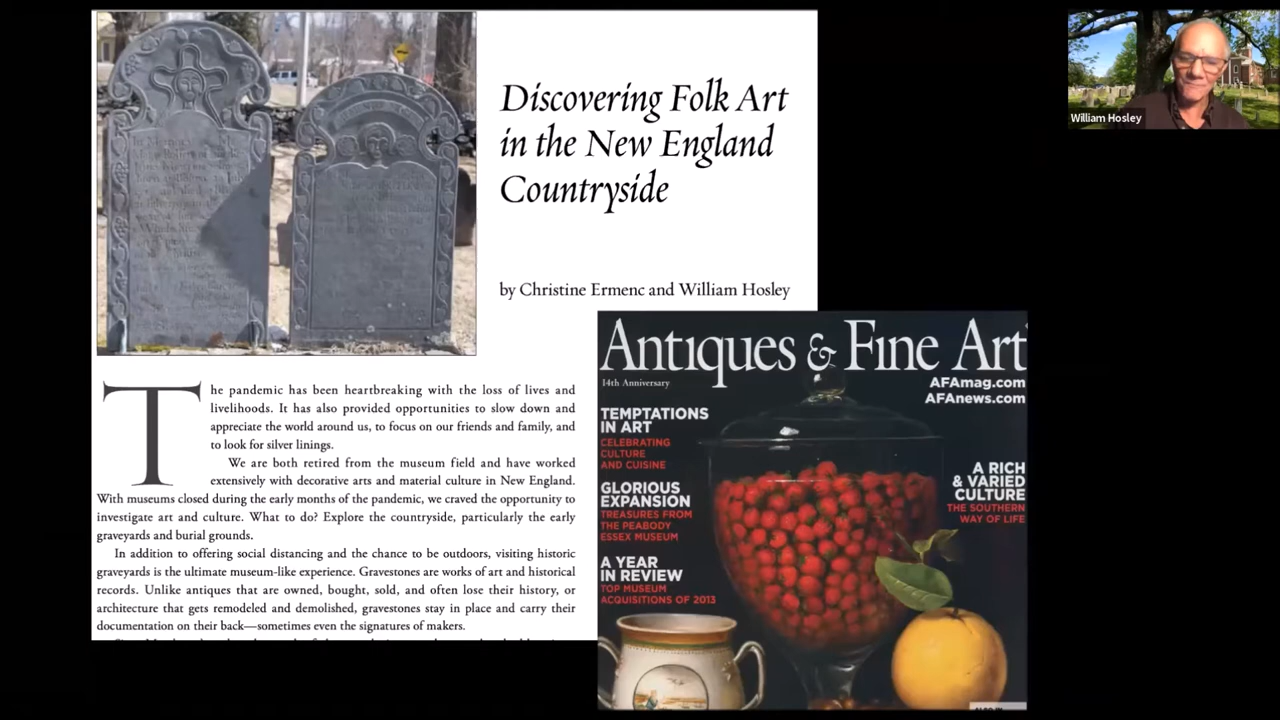 Discovering Folk Art
in the New England
Countryside
by Christine Ermenc and William Hosley
The pandemic has been heartbreaking with the loss of lives and
livelihoods. It has also provided opportunities to slow down and
appreciate the world around us, to focus on our friends and family, and
to look for silver linings.
We are both retired from the museum field and have worked
extensively with decorative arts and material culture in New England.
With museums closed during the early months of the pandemic, we craved the opportunity to
investigate art and culture. What to do? Explore the countryside, particularly the early
graveyards and burial grounds.
In addition to offering social distancing and the chance to be outdoors, visiting historic
graveyards is the ultimate museum-like experience. Gravestones are works of art and historical
records. Unlike antiques that are owned, bought, sold, and often lose their history, or
architecture that gets remodeled and demolished, gravestones stay in place and carry their
documentation on their back—sometimes even the signatures of makers.
Antiques & Fine Art
14th Anniversary
AFAmag.com
AFAnews.com
TEMPTATIONS
IN ART
CELEBRATING
CULTURE
AND CUISINE
GLORIOUS
EXPANSION
TREASURES FROM
THE PEABODY
ESSEX MUSEUM
A YEAR
IN REVIEW
TOP MUSEUM
ACQUISITIONS OF 2013
A RICH
& VARIED
CULTURE
THE SOUTHERN
WAY OF LIFE
William Hosley